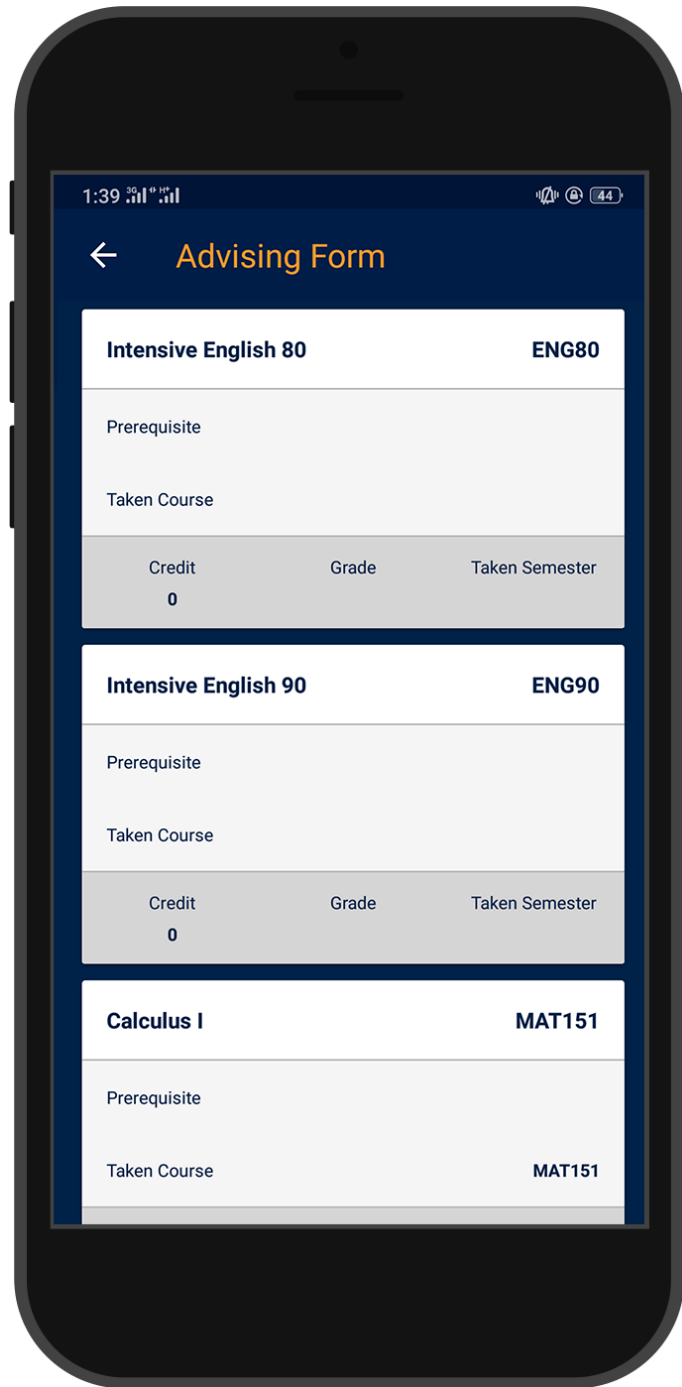 1:39 3G H+ 44
Advising Form
Intensive English 80 ENG80
Prerequisite
Taken Course
Credit Grade Taken Semester
0
Intensive English 90 ENG90
Prerequisite
Taken Course
Credit Grade Taken Semester
0
Calculus I MAT151
Prerequisite
Taken Course MAT151